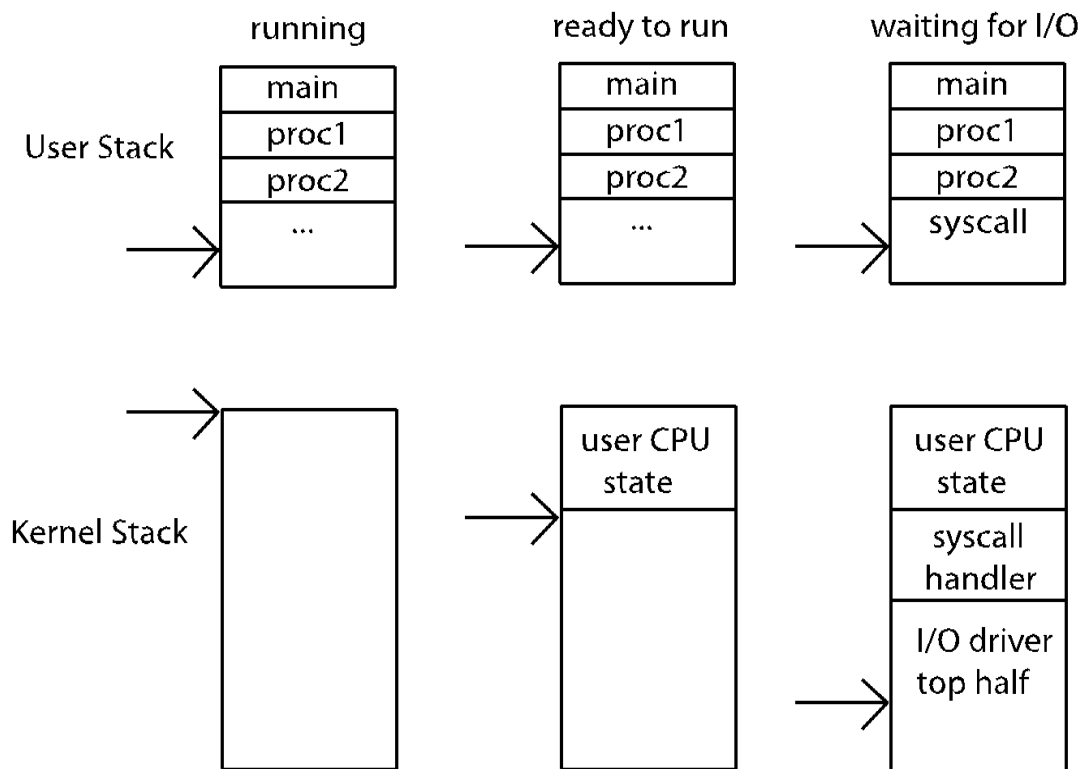 running
ready to run
waiting for I/O
User Stack
main
proc1
proc2
...
main
proc1
proc2
...
main
proc1
proc2
syscall
Kernel Stack
user CPU
state
user CPU
state
syscall
handler
I/O driver
top half